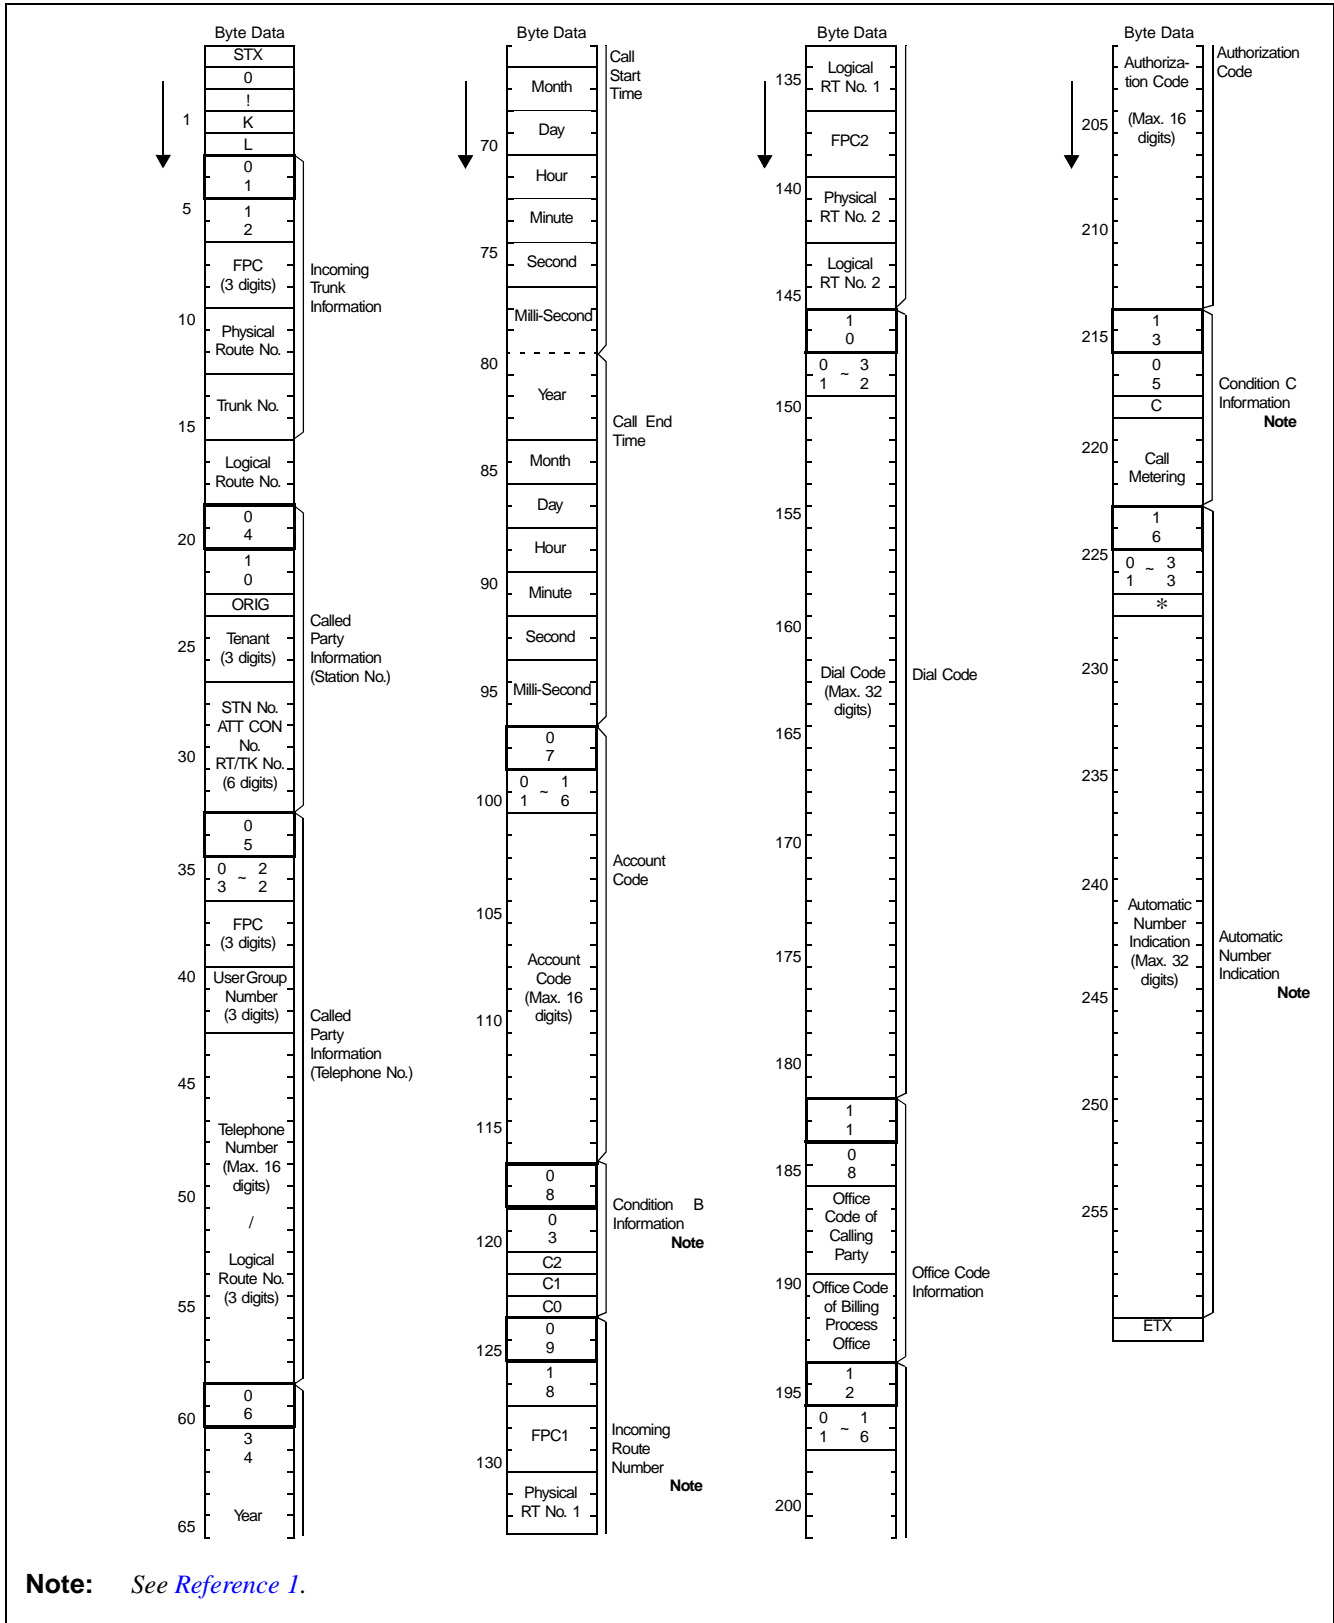 Byte Data
STX
0
!
1
K
L
0
1
5
1
2
FPC
(3 digits)
Incoming
Trunk
Information
10
Physical
Route No.
Trunk No.
15
Logical
Route No.
0
4
20
1
0
ORIG
Called
Party
Information
(Station No.)
25
Tenant
(3 digits)
STN No.
ATT CON
No.
RT/TK No.
(6 digits)
30
0
5
35
0 ~ 2
3 2
FPC
(3 digits)
40
User Group
Number
(3 digits)
Called
Party
Information
(Telephone No.)
45
Telephone
Number
(Max. 16
digits)
50
/
Logical
Route No.
(3 digits)
55
0
6
60
3
4
Year
65
Byte Data
Call
Start
Time
Month
Day
70
Hour
Minute
75
Second
Milli-Second
80
Year
Call End
Time
Month
85
Day
Hour
90
Minute
Second
95
Milli-Second
0
7
0 ~ 1
1 6
100
Account
Code
105
Account
Code
(Max. 16
digits)
110
115
0
8
Condition B
Information
Note
0
3
120
C2
C1
C0
0
9
125
1
8
FPC1
Incoming
Route
Number
Note
130
Physical
RT No. 1
Byte Data
135
Logical
RT No. 1
FPC2
140
Physical
RT No. 2
Logical
RT No. 2
145
1
0
0 ~ 3
1 2
150
155
160
Dial Code
(Max. 32
digits)
Dial Code
165
170
175
180
1
1
0
8
185
Office
Code of
Calling
Party
190
Office Code
of Billing
Process
Office
Office Code
Information
1
2
195
0 ~ 1
1 6
200
Byte Data
Authoriza-
tion Code
(Max. 16
digits)
Authorization
Code
205
210
1
3
215
0
5
C
Condition C
Information
Note
220
Call
Metering
1
6
225
0 ~ 3
1 3
*
230
235
240
Automatic
Number
Indication
(Max. 32
digits)
Automatic
Number
Indication
Note
245
250
255
ETX
Note: See Reference 1.